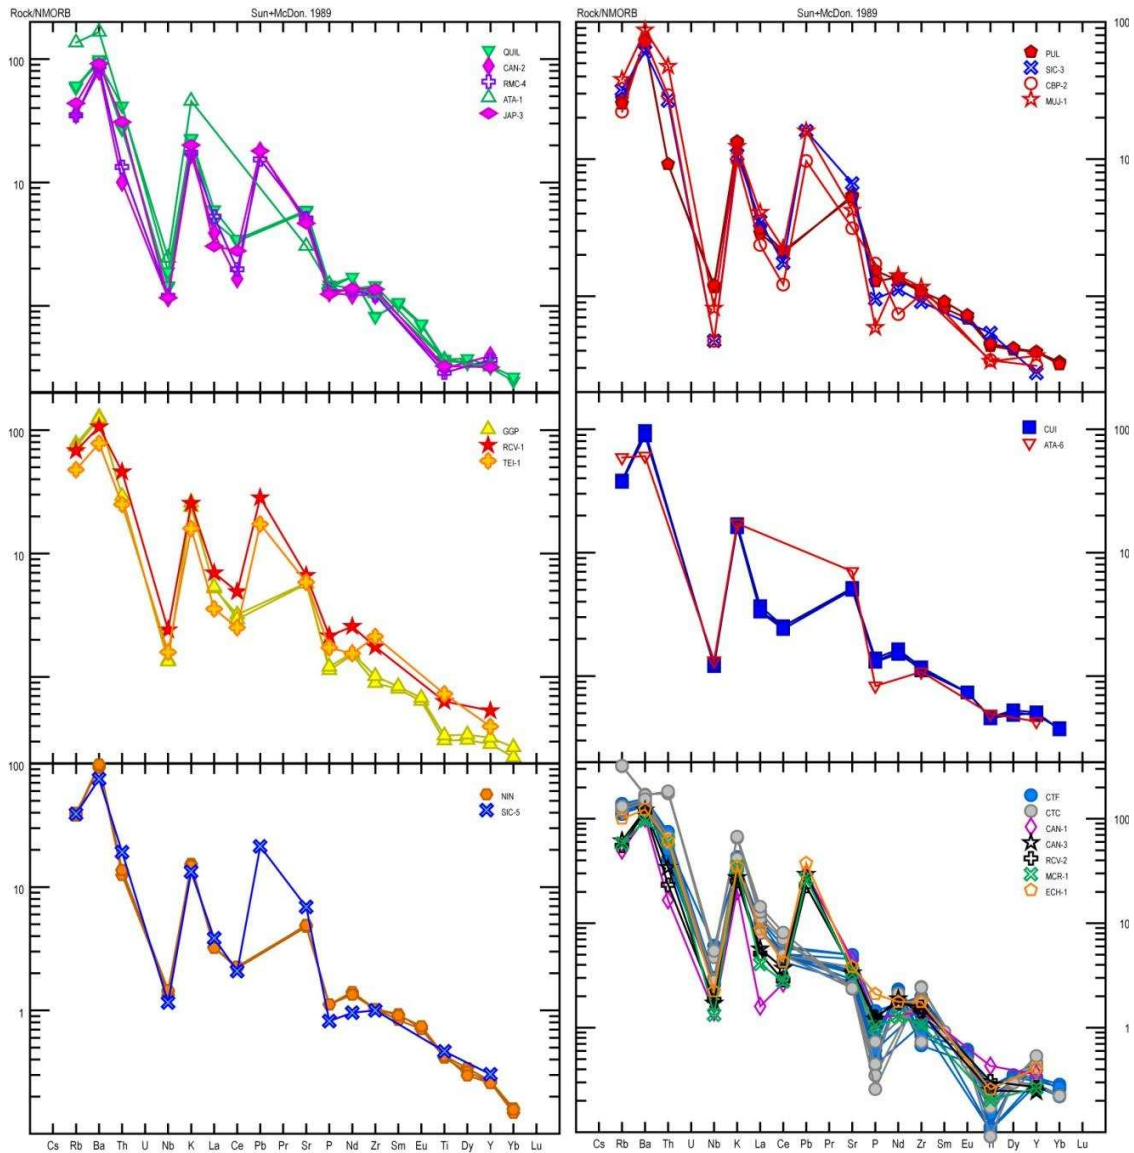 Rock/NMORB Sun+McDon. 1989
100
10
QUIL
CAN-2
RMC-4
ATA-1
JAP-3
Rock/NMORB Sun+McDon. 1989
1000
100
PUL
SIC-3
CBP-2
MUJ-1
100
10
GGP
RCV-1
TEI-1
100
10
CUI
ATA-6
100
10
1
NIN
SIC-5
100
10
1
CTF
CTC
CAN-1
CAN-3
RCV-2
MCR-1
ECH-1
Cs Rb Ba Th U Nb K La Ce Pb Pr Sr P Nd Zr Sm Eu Ti Dy Y Yb Lu
Cs Rb Ba Th U Nb K La Ce Pb Pr Sr P Nd Zr Sm Eu Ti Dy Y Yb Lu